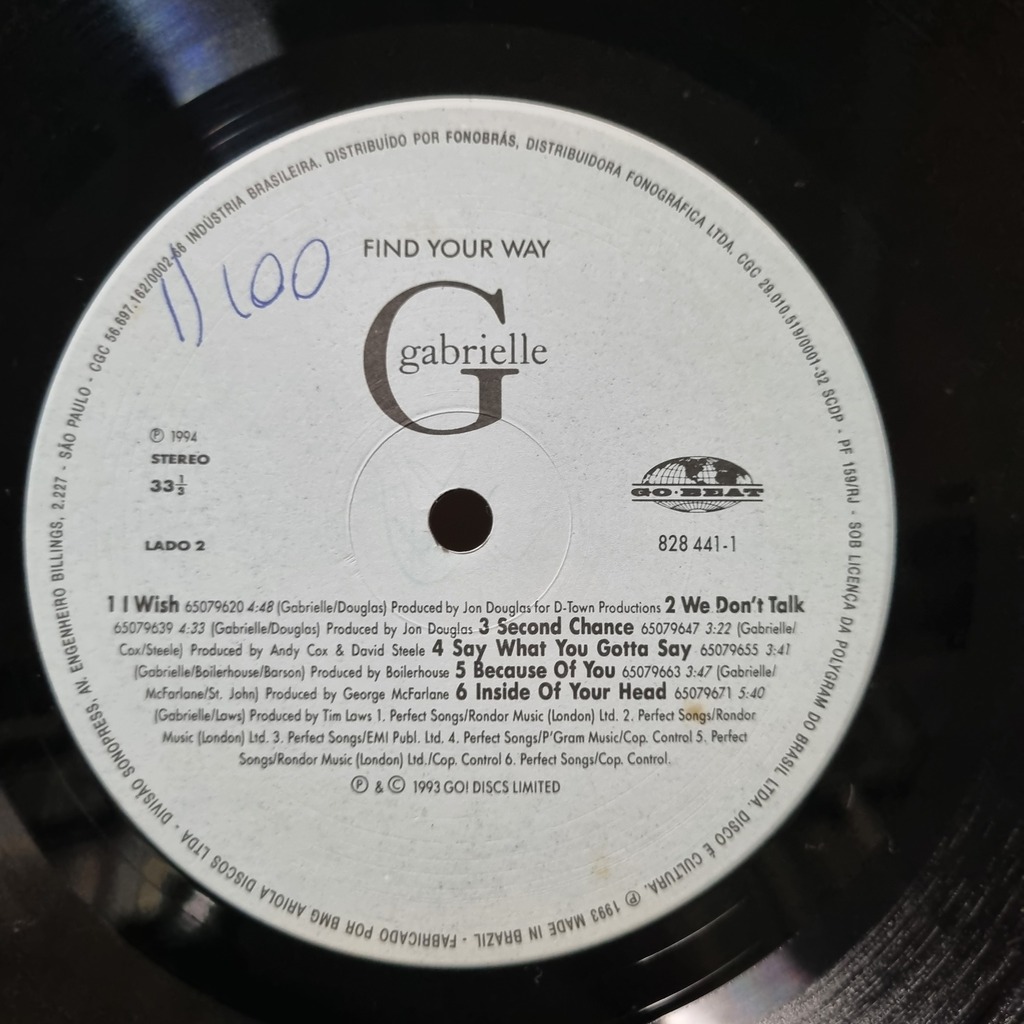 FIND YOUR WAY
G
gabrielle
1) 100
℗ 1994
STEREO
33 1/3
LADO 2
GO·BEAT
828 441-1
1 I Wish 65079620 4:48 (Gabrielle/Douglas) Produced by Jon Douglas for D-Town Productions 2 We Don't Talk
65079639 4:33 (Gabrielle/Douglas) Produced by Jon Douglas 3 Second Chance 65079647 3:22 (Gabrielle/
Cox/Steele) Produced by Andy Cox & David Steele 4 Say What You Gotta Say 65079655 3:41
(Gabrielle/Boilerhouse/Barson) Produced by Boilerhouse 5 Because Of You 65079663 3:47 (Gabrielle/
McFarlane/St. John) Produced by George McFarlane 6 Inside Of Your Head 65079671 5:40
(Gabrielle/Laws) Produced by Tim Laws 1. Perfect Songs/Rondor Music (London) Ltd. 2. Perfect Songs/Rondor
Music (London) Ltd. 3. Perfect Songs/EMI Publ. Ltd. 4. Perfect Songs/P'Gram Music/Cop. Control 5. Perfect
Songs/Rondor Music (London) Ltd./Cop. Control 6. Perfect Songs/Cop. Control.
℗ & © 1993 GO! DISCS LIMITED
℗ 1993 MADE IN BRAZIL - FABRICADO POR BMG ARIOLA DISCOS LTDA - DIVISÃO SONOPRESS, AV. ENGENHEIRO BILLINGS, 2.227 - SÃO PAULO - CGC 56.697.162/0002-66 INDÚSTRIA BRASILEIRA. DISTRIBUÍDO POR FONOBRÁS, DISTRIBUIDORA FONOGRÁFICA LTDA. CGC 29.010.519/0001-32 SCDP - PF 159/RJ - SOB LICENÇA DA POLYGRAM DO BRASIL LTDA. DISCO É CULTURA.